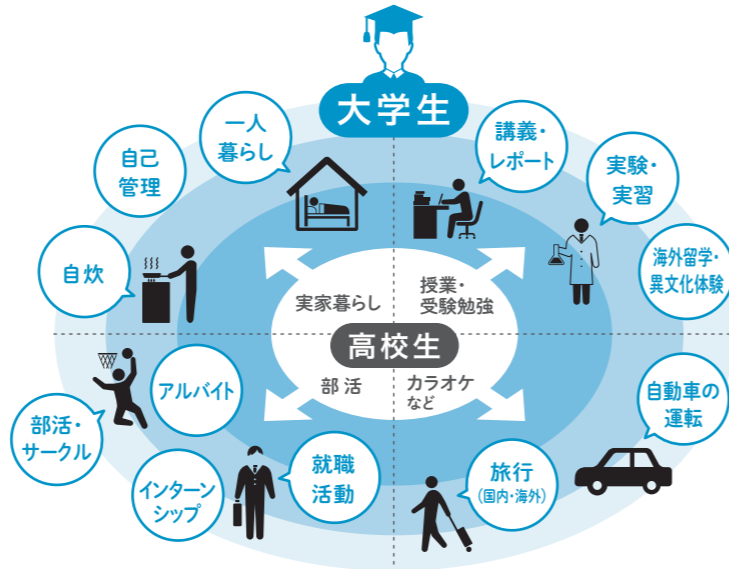 大学生
一人
暮らし
自己
管理
自炊
講義・
レポート
実験・
実習
海外留学・
異文化体験
実家暮らし
授業・
受験勉強
高校生
部活
カラオケ
など
アルバイト
部活・
サークル
インターン
シップ
就職
活動
旅行
(国内・海外)
自動車の
運転